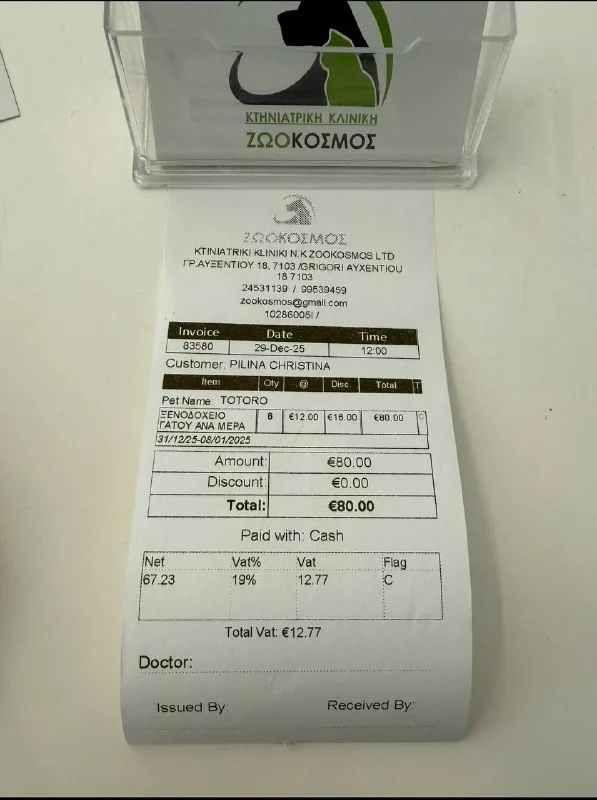 ΚΤΗΝΙΑΤΡΙΚΗ ΚΛΙΝΙΚΗ
ΖΩΟΚΟΣΜΟΣ
ΖΩΟΚΟΣΜΟΣ
KTINIATRIKI KLINIKI N.K ZOOKOSMOS LTD
ΓΡ.ΑΥΞΕΝΤΙΟΥ 18, 7103 /GRIGORI AYXENTIOU
18 7103
24531139 / 99539459
zookosmos@gmail.com
10286005I /
Invoice Date Time
83580 29-Dec-25 12:00
Customer: PILINA CHRISTINA
Item Qty @ Disc. Total T
Pet Name: TOTORO
ΞΕΝΟΔΟΧΕΙΟ 8 €12.00 €16.00 €80.00 C
ΓΑΤΟΥ ΑΝΑ ΜΕΡΑ
31/12/25-08/01/2025
Amount: €80.00
Discount: €0.00
Total: €80.00
Paid with: Cash
Net Vat% Vat Flag
67.23 19% 12.77 C
Total Vat: €12.77
Doctor:
Issued By: Received By: